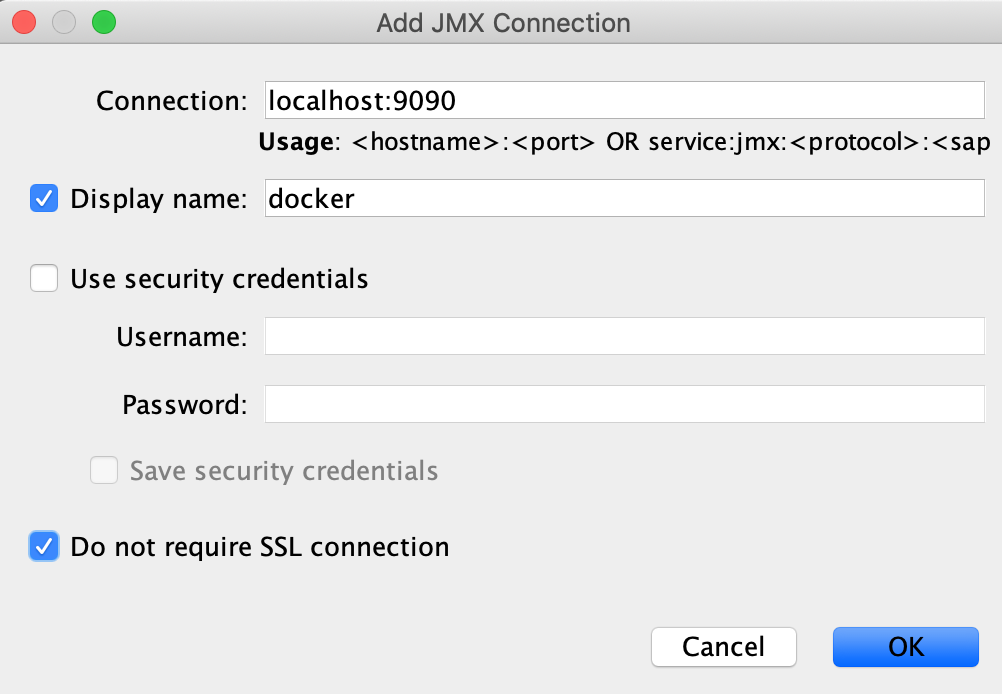 Add JMX Connection
Connection: localhost:9090
Usage: <hostname>:<port> OR service:jmx:<protocol>:<sap
Display name: docker
Use security credentials
Username:
Password:
Save security credentials
Do not require SSL connection
Cancel OK